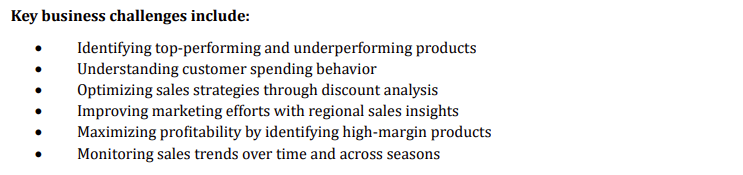 Key business challenges include:
• Identifying top-performing and underperforming products
• Understanding customer spending behavior
• Optimizing sales strategies through discount analysis
• Improving marketing efforts with regional sales insights
• Maximizing profitability by identifying high-margin products
• Monitoring sales trends over time and across seasons